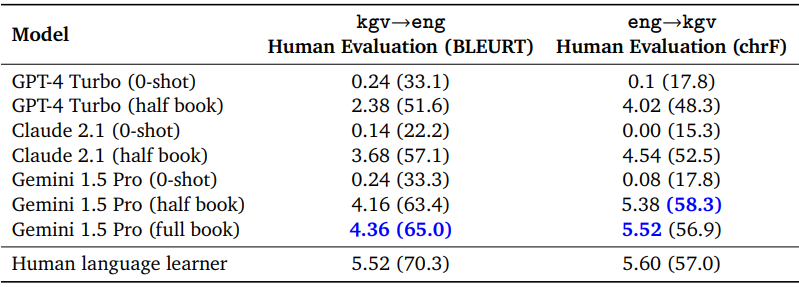 Model kgv→eng eng→kgv
Human Evaluation (BLEURT) Human Evaluation (chrF)
GPT-4 Turbo (0-shot) 0.24 (33.1) 0.1 (17.8)
GPT-4 Turbo (half book) 2.38 (51.6) 4.02 (48.3)
Claude 2.1 (0-shot) 0.14 (22.2) 0.00 (15.3)
Claude 2.1 (half book) 3.68 (57.1) 4.54 (52.5)
Gemini 1.5 Pro (0-shot) 0.24 (33.3) 0.08 (17.8)
Gemini 1.5 Pro (half book) 4.16 (63.4) 5.38 (58.3)
Gemini 1.5 Pro (full book) 4.36 (65.0) 5.52 (56.9)
Human language learner 5.52 (70.3) 5.60 (57.0)